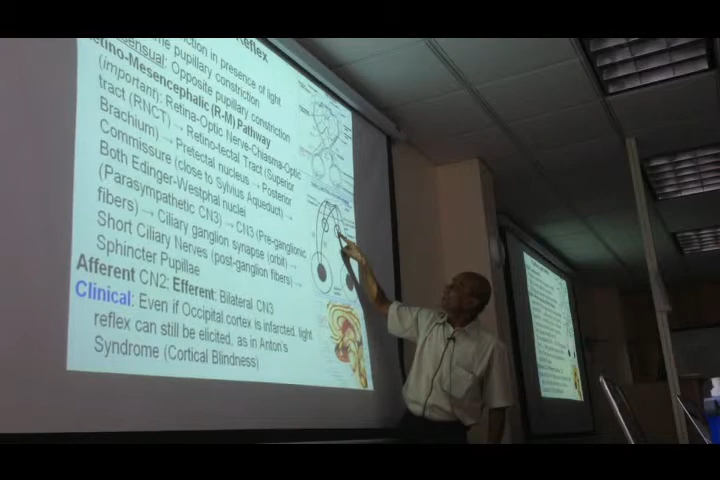 Reflex
ction in presence of light
pupillary constriction
sensual: Opposite pupillary constriction
tino-Mesencephalic (R-M) Pathway
(important): Retina-Optic Nerve-Chiasma-Optic
tract (RNCT) → Retino-tectal Tract (Superior
Brachium) → Pretectal nucleus → Posterior
Commissure (close to Sylvius Aqueduct) →
Both Edinger-Westphal nuclei
(Parasympathetic CN3) → CN3 (Pre-ganglionic
fibers) → Ciliary ganglion synapse (orbit) →
Short Ciliary Nerves (post-ganglion fibers) →
Sphincter Pupillae
Afferent CN2; Efferent: Bilateral CN3
Clinical: Even if Occipital cortex is infarcted, light
reflex can still be elicited, as in Anton's
Syndrome (Cortical Blindness)